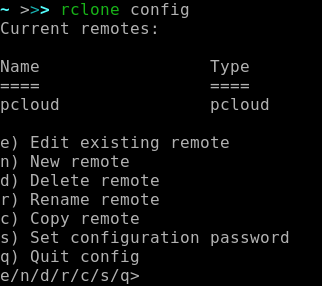 ~ >>> rclone config
Current remotes:
Name                 Type
====                 ====
pcloud               pcloud
e) Edit existing remote
n) New remote
d) Delete remote
r) Rename remote
c) Copy remote
s) Set configuration password
q) Quit config
e/n/d/r/c/s/q>